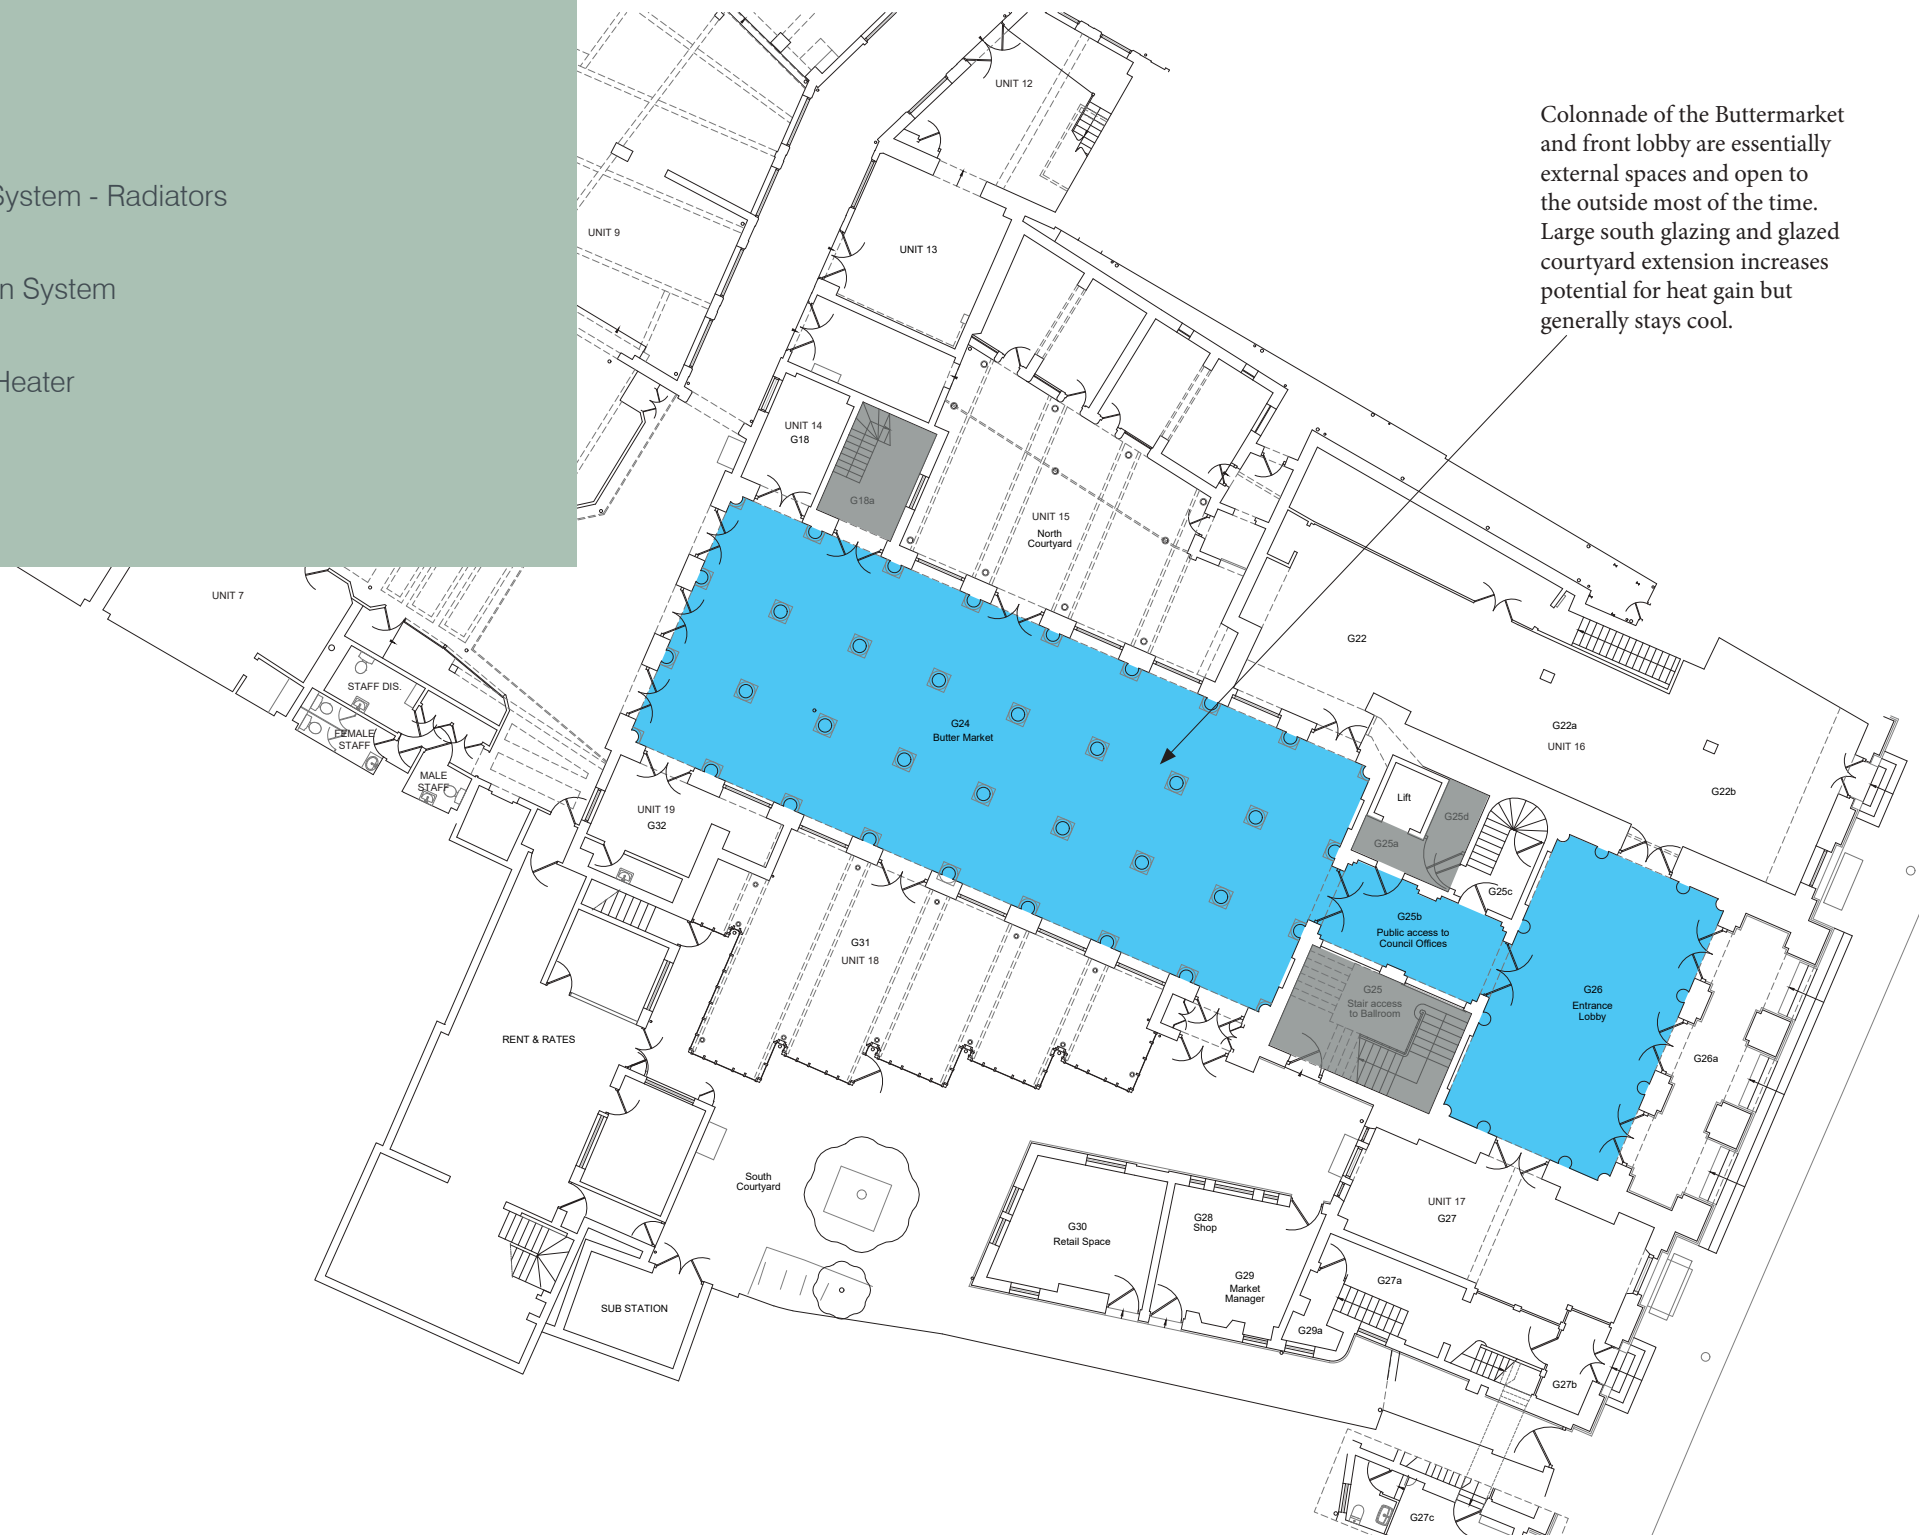 System - Radiators
n System
Heater
Colonnade of the Buttermarket
and front lobby are essentially
external spaces and open to
the outside most of the time.
Large south glazing and glazed
courtyard extension increases
potential for heat gain but
generally stays cool.
UNIT 12
UNIT 9
UNIT 13
UNIT 14
G18
G18a
UNIT 15
North
Courtyard
UNIT 7
STAFF DIS.
FEMALE
STAFF
MALE
STAFF
G22
G22a
UNIT 16
G22b
G24
Butter Market
Lift
G25d
G25a
G25c
UNIT 19
G32
G25b
Public access to
Council Offices
G31
UNIT 18
G25
Stair access
to Ballroom
G26
Entrance
Lobby
G26a
RENT & RATES
South
Courtyard
UNIT 17
G27
G30
Retail Space
G28
Shop
G29
Market
Manager
G27a
G29a
SUB STATION
G27b
G27c